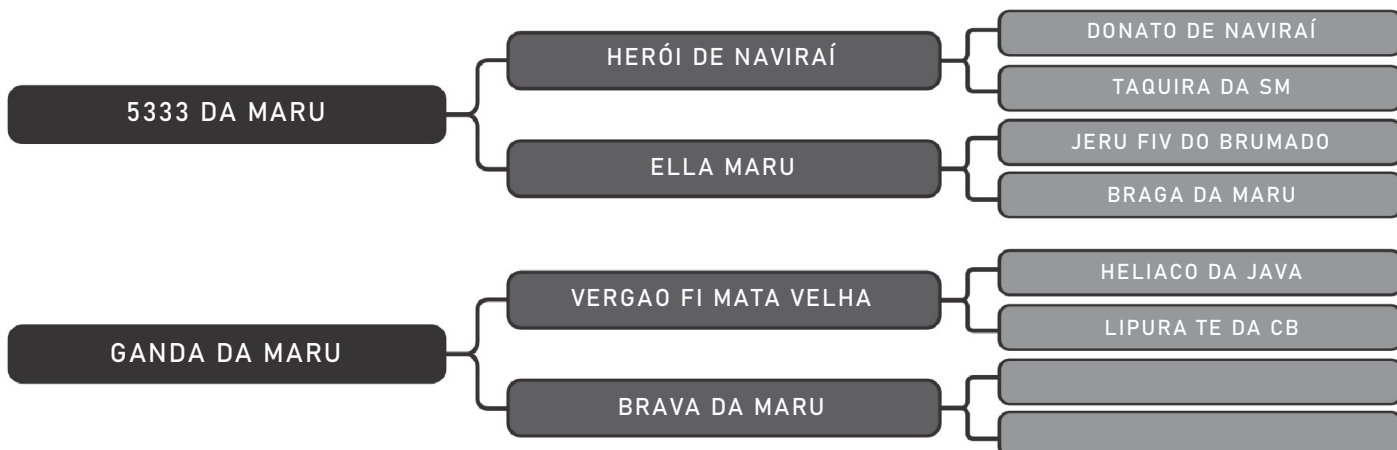 5333 DA MARU
HERÓI DE NAVIRAÍ
DONATO DE NAVIRAÍ
TAQUIRA DA SM
ELLA MARU
JERU FIV DO BRUMADO
BRAGA DA MARU
GANDA DA MARU
VERGAO FI MATA VELHA
HELIACO DA JAVA
LIPURA TE DA CB
BRAVA DA MARU